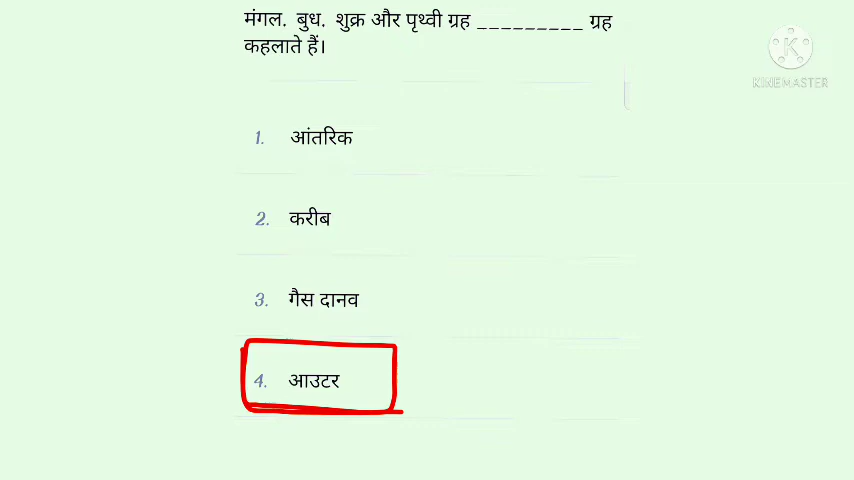 मंगल. बुध. शुक्र और पृथ्वी ग्रह _________ ग्रह
कहलाते हैं।
K
KINEMASTER
1. आंतरिक
2. करीब
3. गैस दानव
4. आउटर